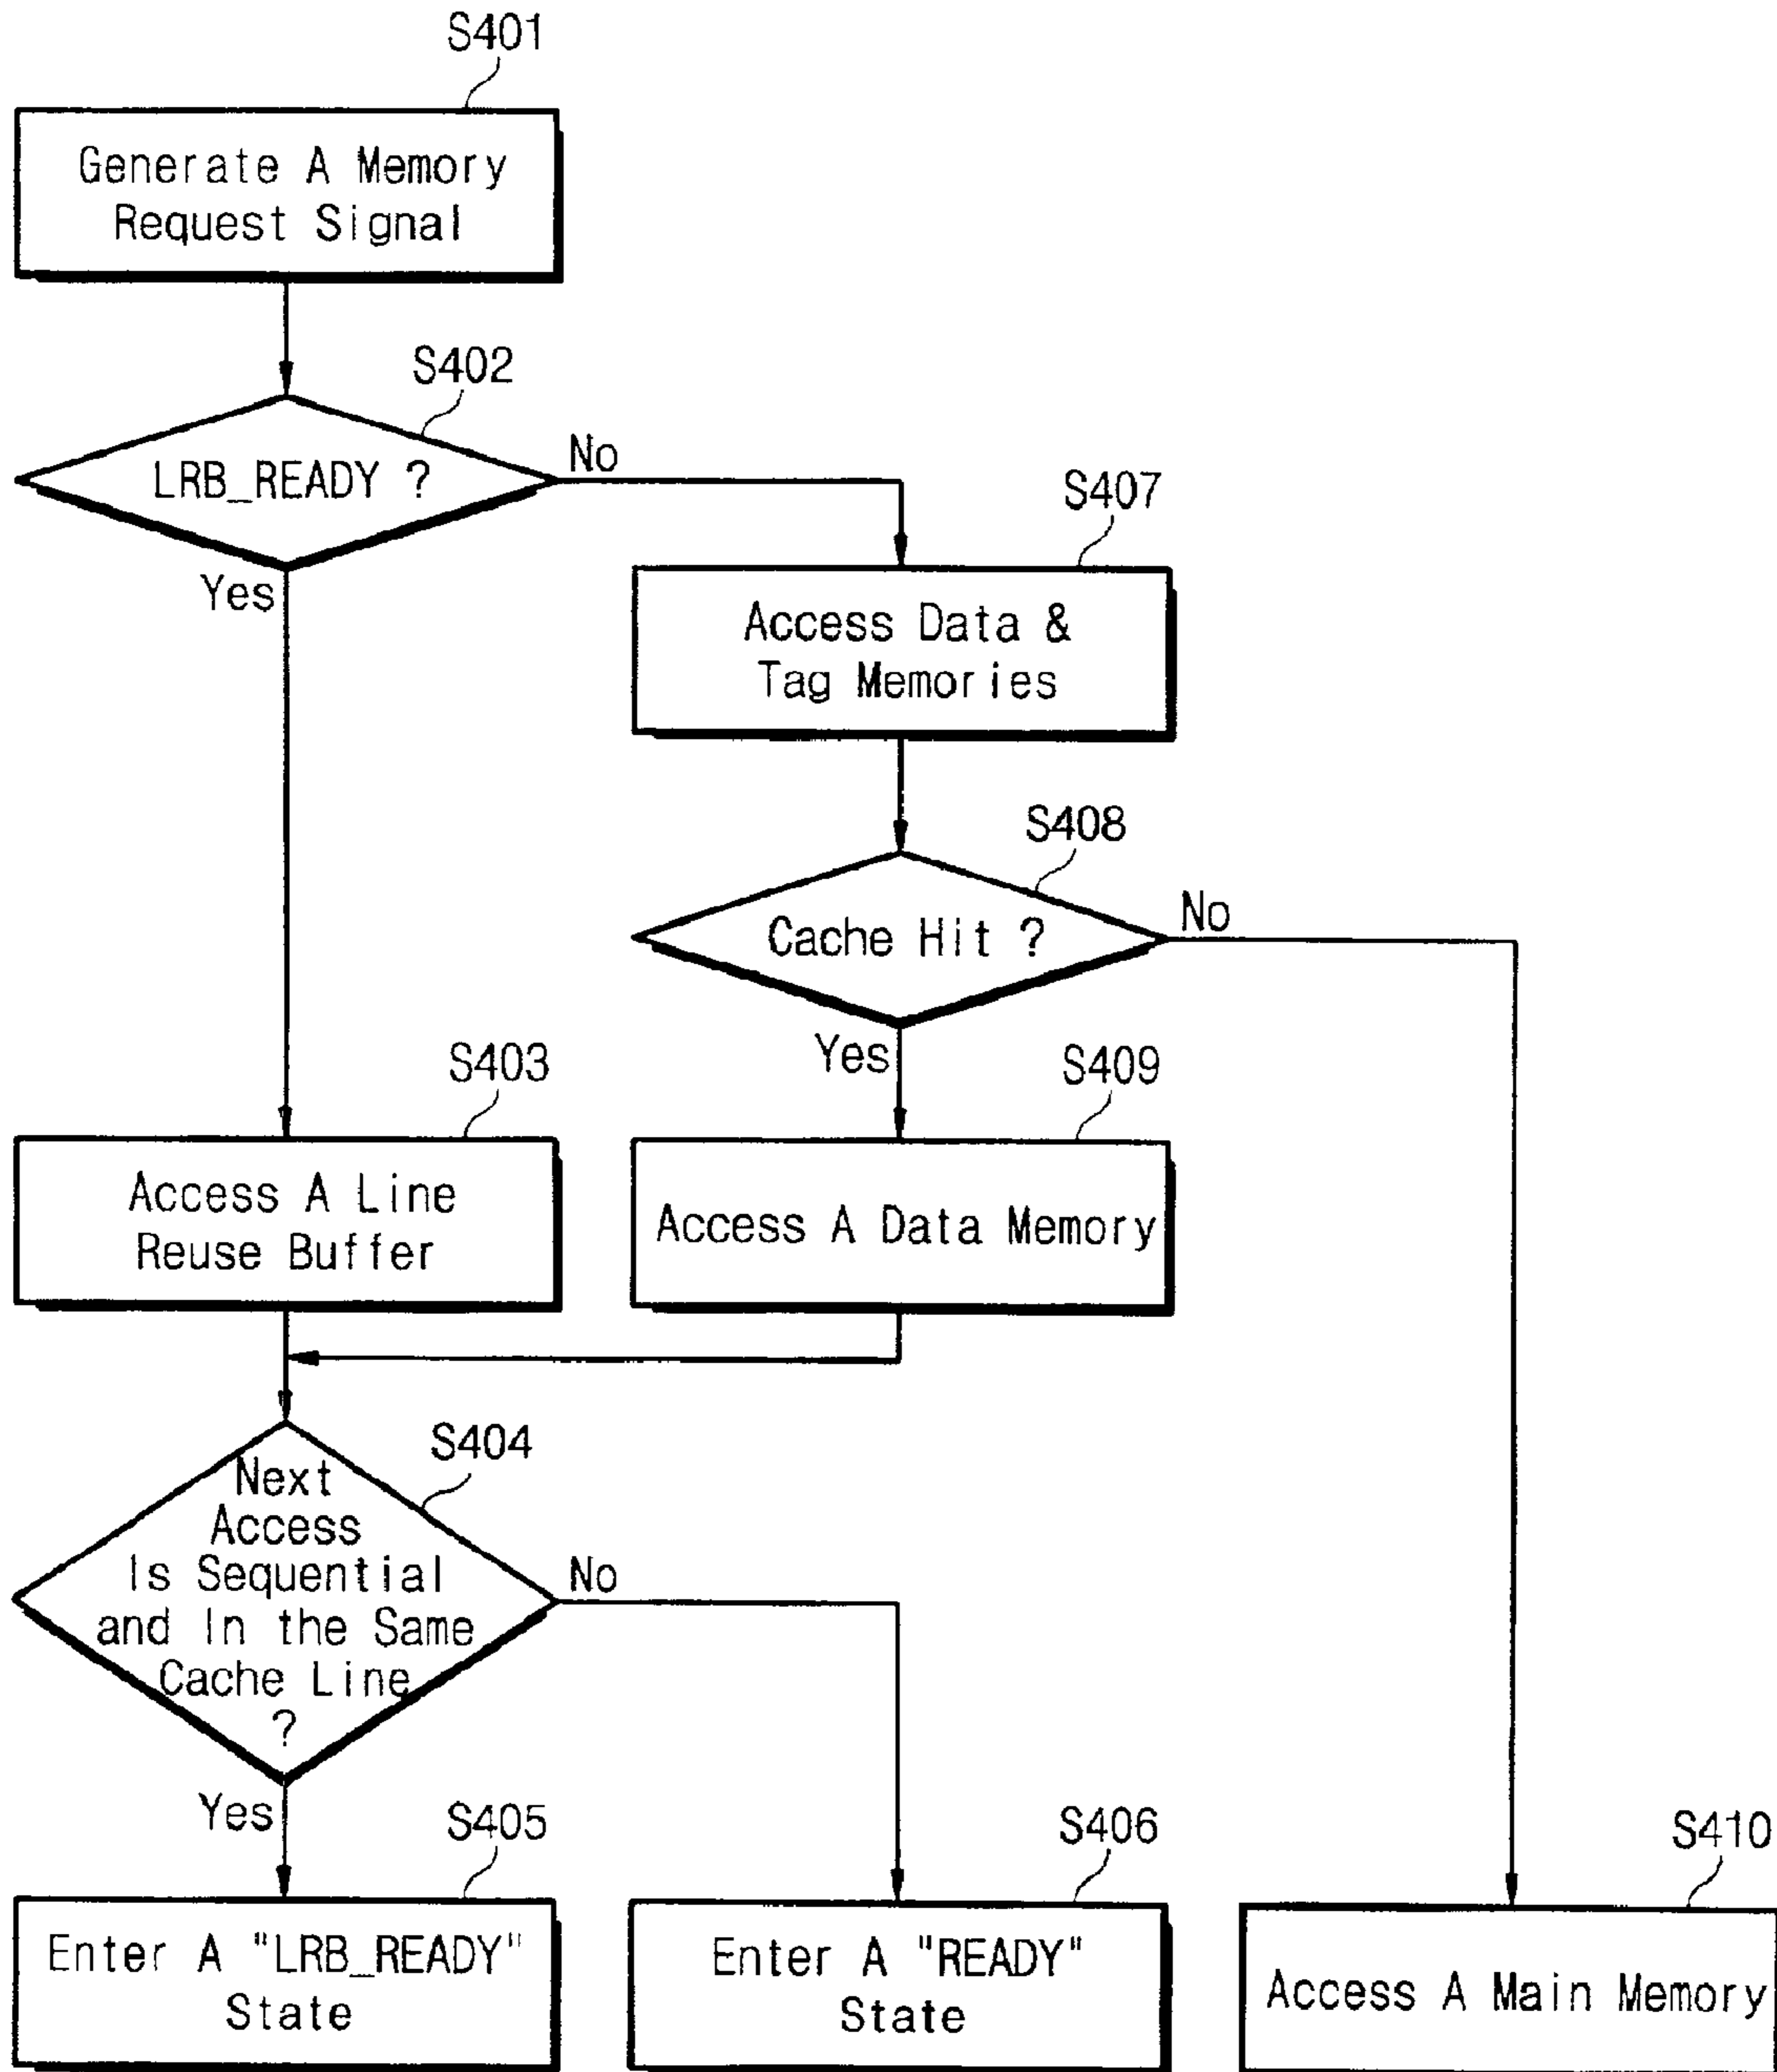 S401
Generate A Memory
Request Signal
S402
LRB_READY ?
No
Yes
S407
Access Data &
Tag Memories
S408
Cache Hit ?
No
Yes
S403
Access A Line
Reuse Buffer
S409
Access A Data Memory
S404
Next
Access
Is Sequential
and In the Same
Cache Line
?
No
Yes
S405
Enter A "LRB_READY"
State
S406
Enter A "READY"
State
S410
Access A Main Memory